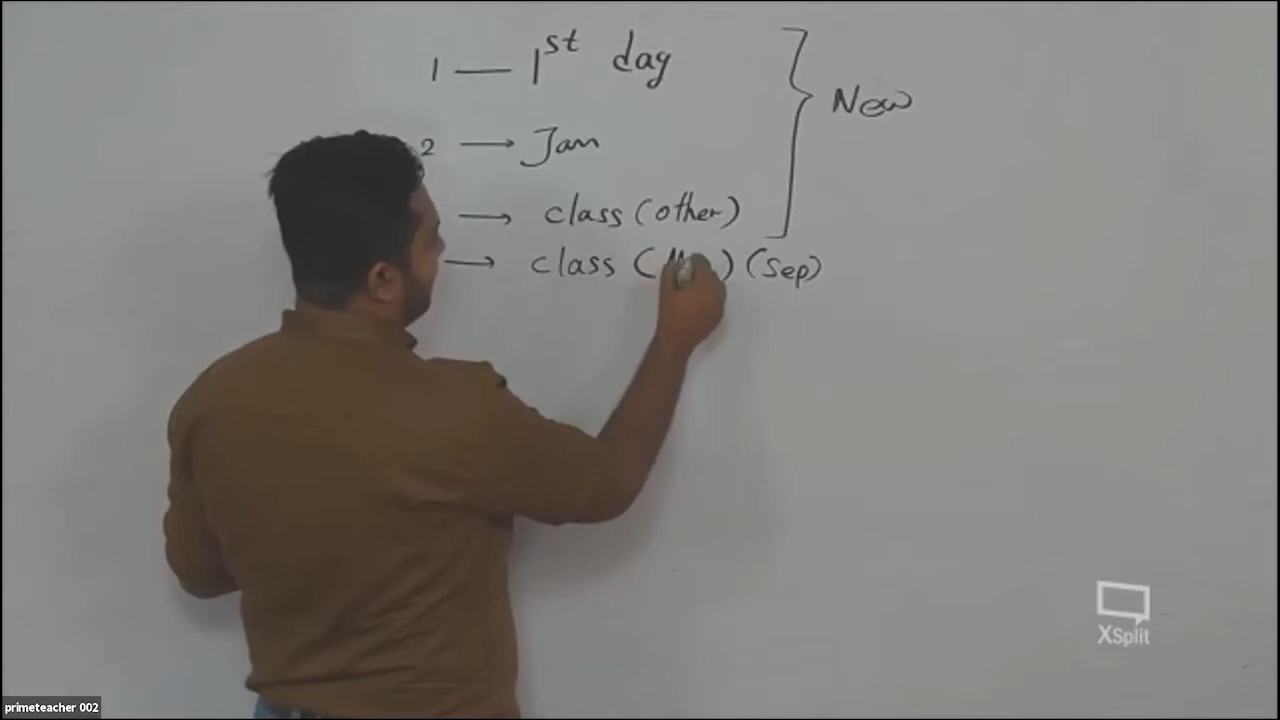 1 — 1st day
2 → Jan
→ class (other)
→ class ( ) (Sep)
New
XSplit
primeteacher 002